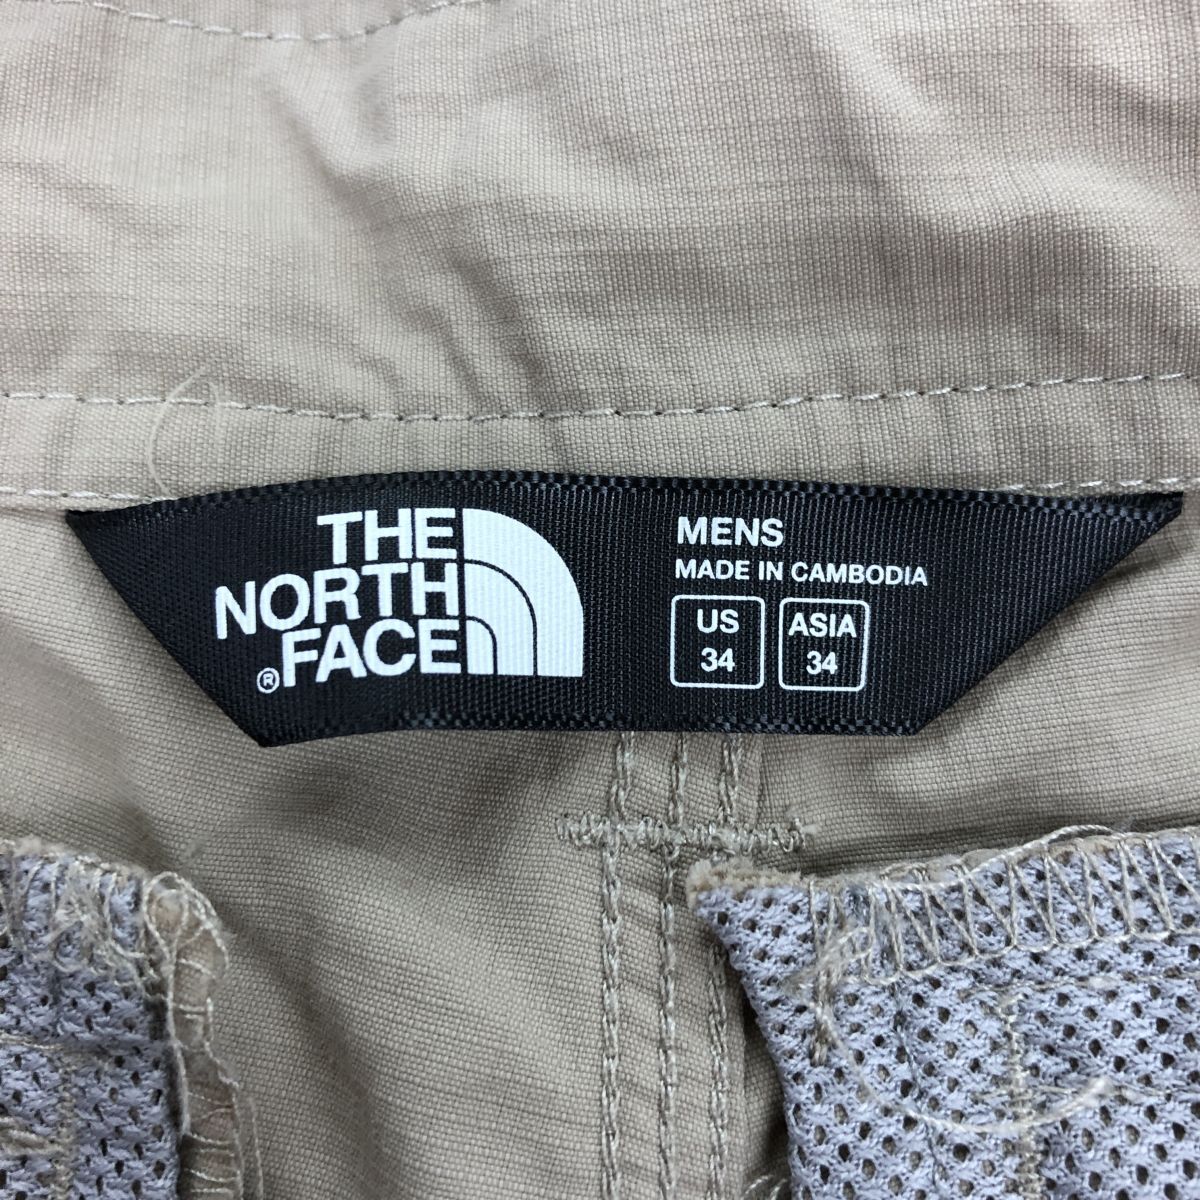 THE
NORTH
®FACE
MENS
MADE IN CAMBODIA
US
34
ASIA
34